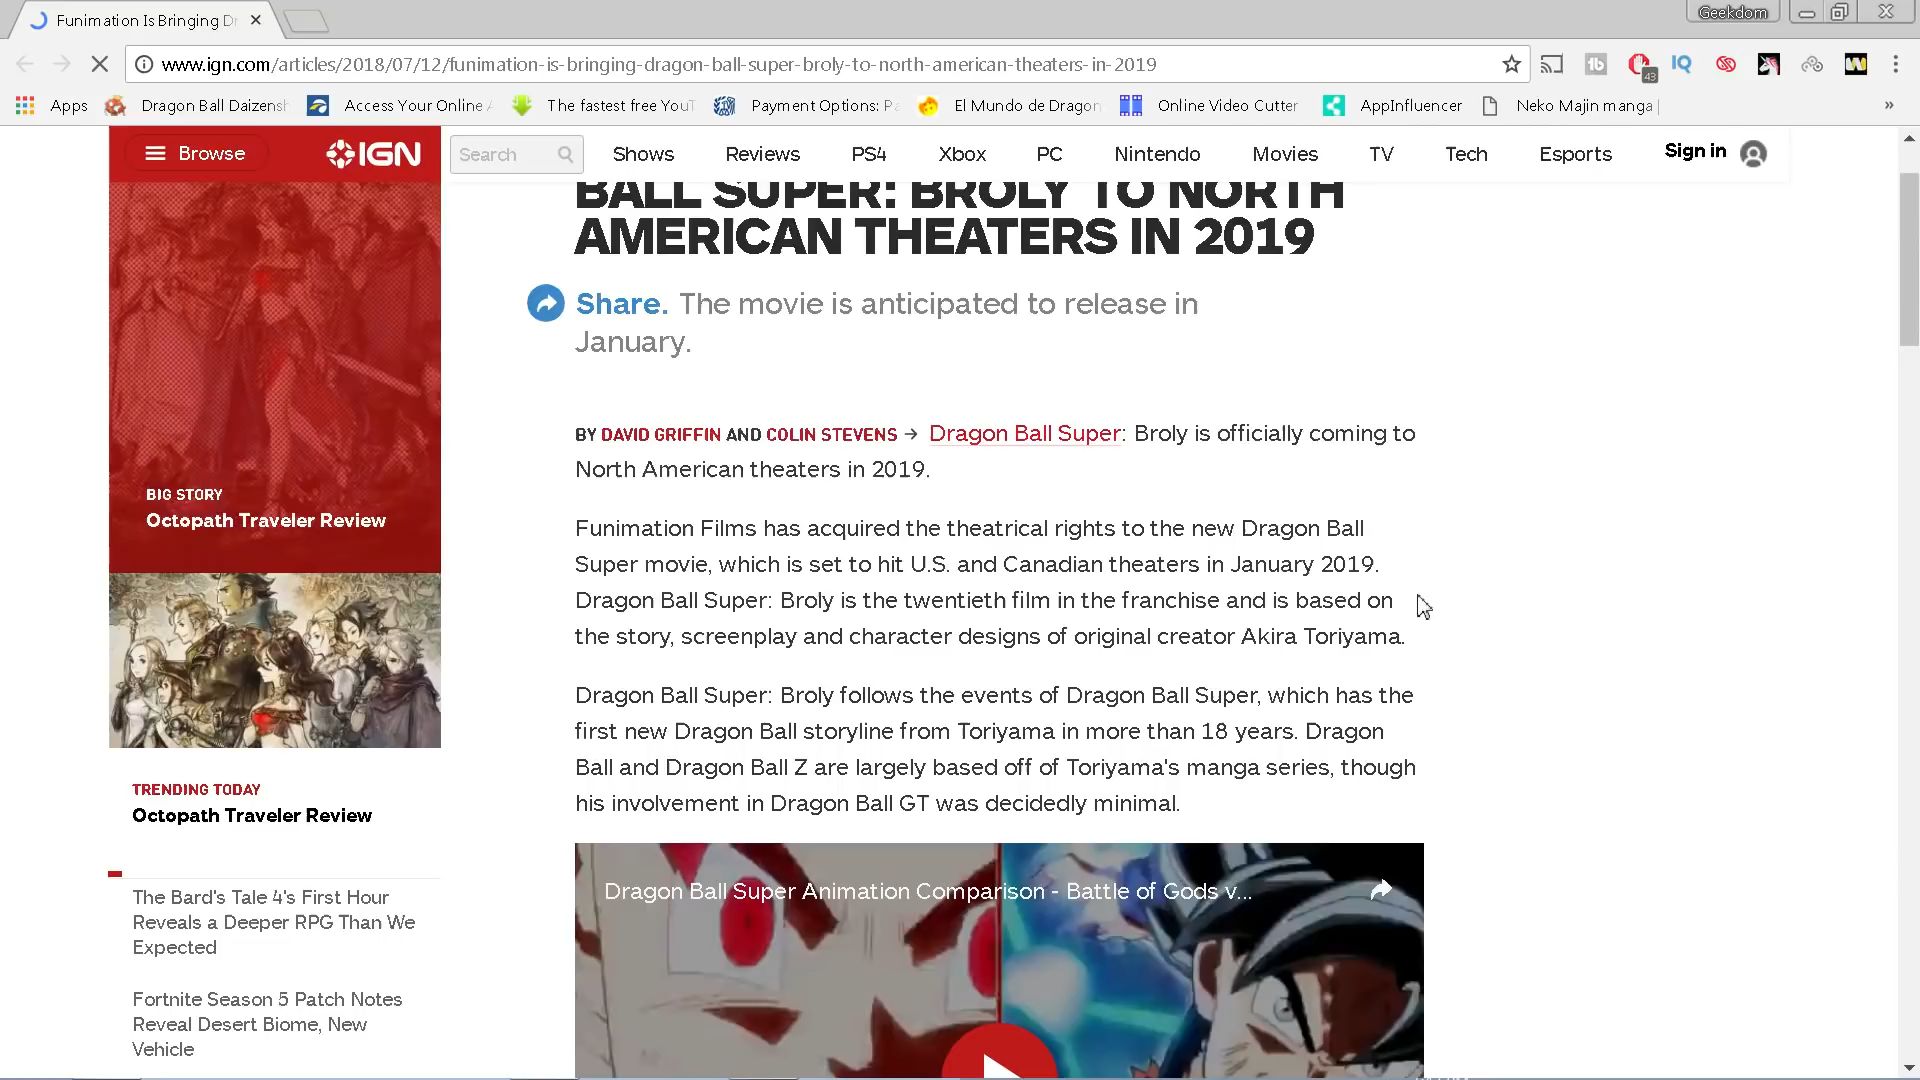 Funimation Is Bringing Dr
Geekdom
www.ign.com/articles/2018/07/12/funimation-is-bringing-dragon-ball-super-broly-to-north-american-theaters-in-2019
43
Apps
Dragon Ball Daizensh
Access Your Online A
The fastest free YouT
Payment Options: Pa
El Mundo de Dragon
Online Video Cutter
AppInfluencer
Neko Majin manga |
»
Browse
IGN
Search
Shows
Reviews
PS4
Xbox
PC
Nintendo
Movies
TV
Tech
Esports
Sign in
BALL SUPER: BROLY TO NORTH
AMERICAN THEATERS IN 2019
Share. The movie is anticipated to release in
January.
BY DAVID GRIFFIN AND COLIN STEVENS → Dragon Ball Super: Broly is officially coming to
North American theaters in 2019.
Funimation Films has acquired the theatrical rights to the new Dragon Ball
Super movie, which is set to hit U.S. and Canadian theaters in January 2019.
Dragon Ball Super: Broly is the twentieth film in the franchise and is based on
the story, screenplay and character designs of original creator Akira Toriyama.
Dragon Ball Super: Broly follows the events of Dragon Ball Super, which has the
first new Dragon Ball storyline from Toriyama in more than 18 years. Dragon
Ball and Dragon Ball Z are largely based off of Toriyama's manga series, though
his involvement in Dragon Ball GT was decidedly minimal.
Dragon Ball Super Animation Comparison - Battle of Gods v...
BIG STORY
Octopath Traveler Review
TRENDING TODAY
Octopath Traveler Review
The Bard's Tale 4's First Hour
Reveals a Deeper RPG Than We
Expected
Fortnite Season 5 Patch Notes
Reveal Desert Biome, New
Vehicle